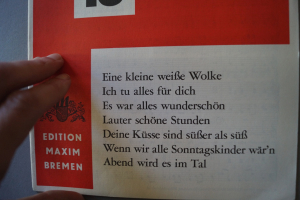 Eine kleine weiße Wolke
Ich tu alles für dich
Es war alles wunderschön
Lauter schöne Stunden
Deine Küsse sind süßer als süß
Wenn wir alle Sonntagskinder wär'n
Abend wird es im Tal
EDITION
MAXIM
BREMEN